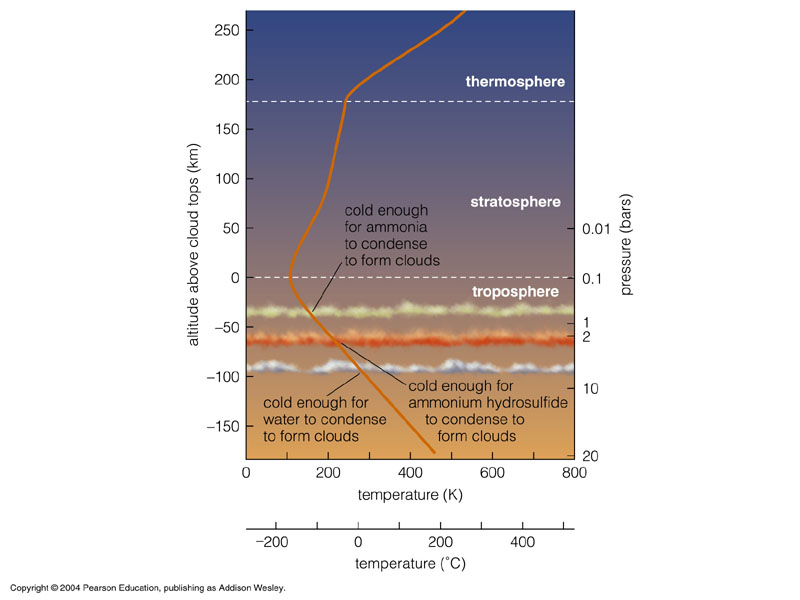 250
200
150
100
50
0
−50
−100
−150
altitude above cloud tops (km)
thermosphere
stratosphere
cold enough
for ammonia
to condense
to form clouds
troposphere
cold enough for
water to condense
to form clouds
cold enough for
ammonium hydrosulfide
to condense to
form clouds
0.01
0.1
1
2
10
20
pressure (bars)
0 200 400 600 800
temperature (K)
−200 0 200 400
temperature (˚C)
Copyright © 2004 Pearson Education, publishing as Addison Wesley.